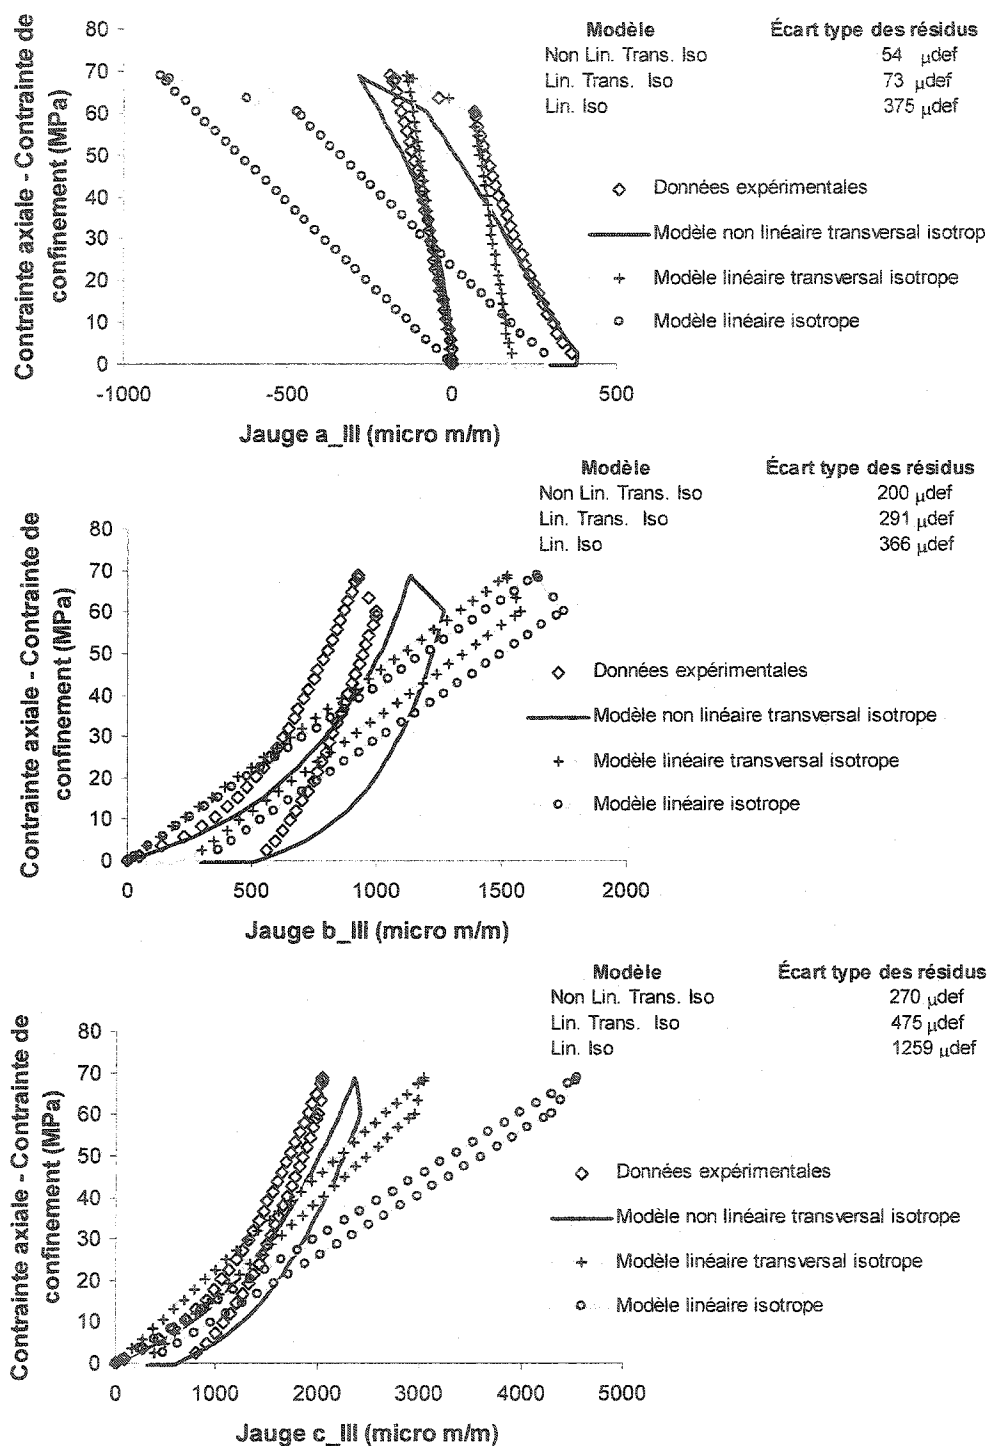 Modèle Écart type des résidus
Non Lin. Trans. Iso 54 μdef
Lin. Trans. Iso 73 μdef
Lin. Iso 375 μdef
Contrainte axiale - Contrainte de
confinement (MPa)
80
70
60
50
40
30
20
10
0
-1000 -500 0 500
Données expérimentales
Modèle non linéaire transversal isotrop
Modèle linéaire transversal isotrope
Modèle linéaire isotrope
Jauge a_III (micro m/m)
Modèle Écart type des résidus
Non Lin. Trans. Iso 200 μdef
Lin. Trans. Iso 291 μdef
Lin. Iso 366 μdef
Contrainte axiale - Contrainte de
confinement (MPa)
80
70
60
50
40
30
20
10
0
0 500 1000 1500 2000
Données expérimentales
Modèle non linéaire transversal isotrope
Modèle linéaire transversal isotrope
Modèle linéaire isotrope
Jauge b_III (micro m/m)
Modèle Écart type des résidus
Non Lin. Trans. Iso 270 μdef
Lin. Trans. Iso 475 μdef
Lin. Iso 1259 μdef
Contrainte axiale - Contrainte de
confinement (MPa)
80
70
60
50
40
30
20
10
0
0 1000 2000 3000 4000 5000
Données expérimentales
Modèle non linéaire transversal isotrope
Modèle linéaire transversal isotrope
Modèle linéaire isotrope
Jauge c_III (micro m/m)